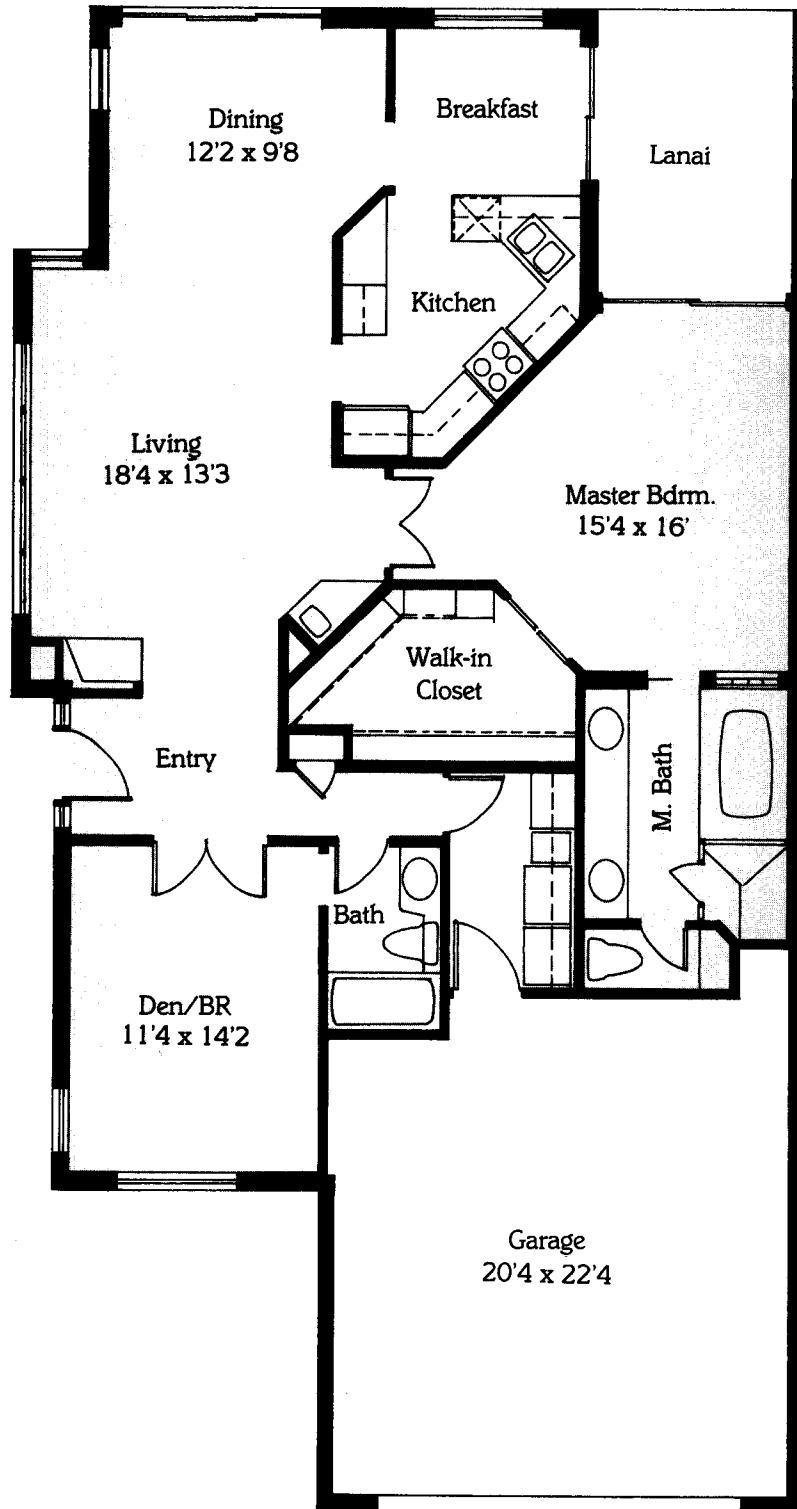 Dining
12'2 x 9'8
Breakfast
Lanai
Kitchen
Living
18'4 x 13'3
Master Bdrm.
15'4 x 16'
Walk-in
Closet
Entry
M. Bath
Bath
Den/BR
11'4 x 14'2
Garage
20'4 x 22'4